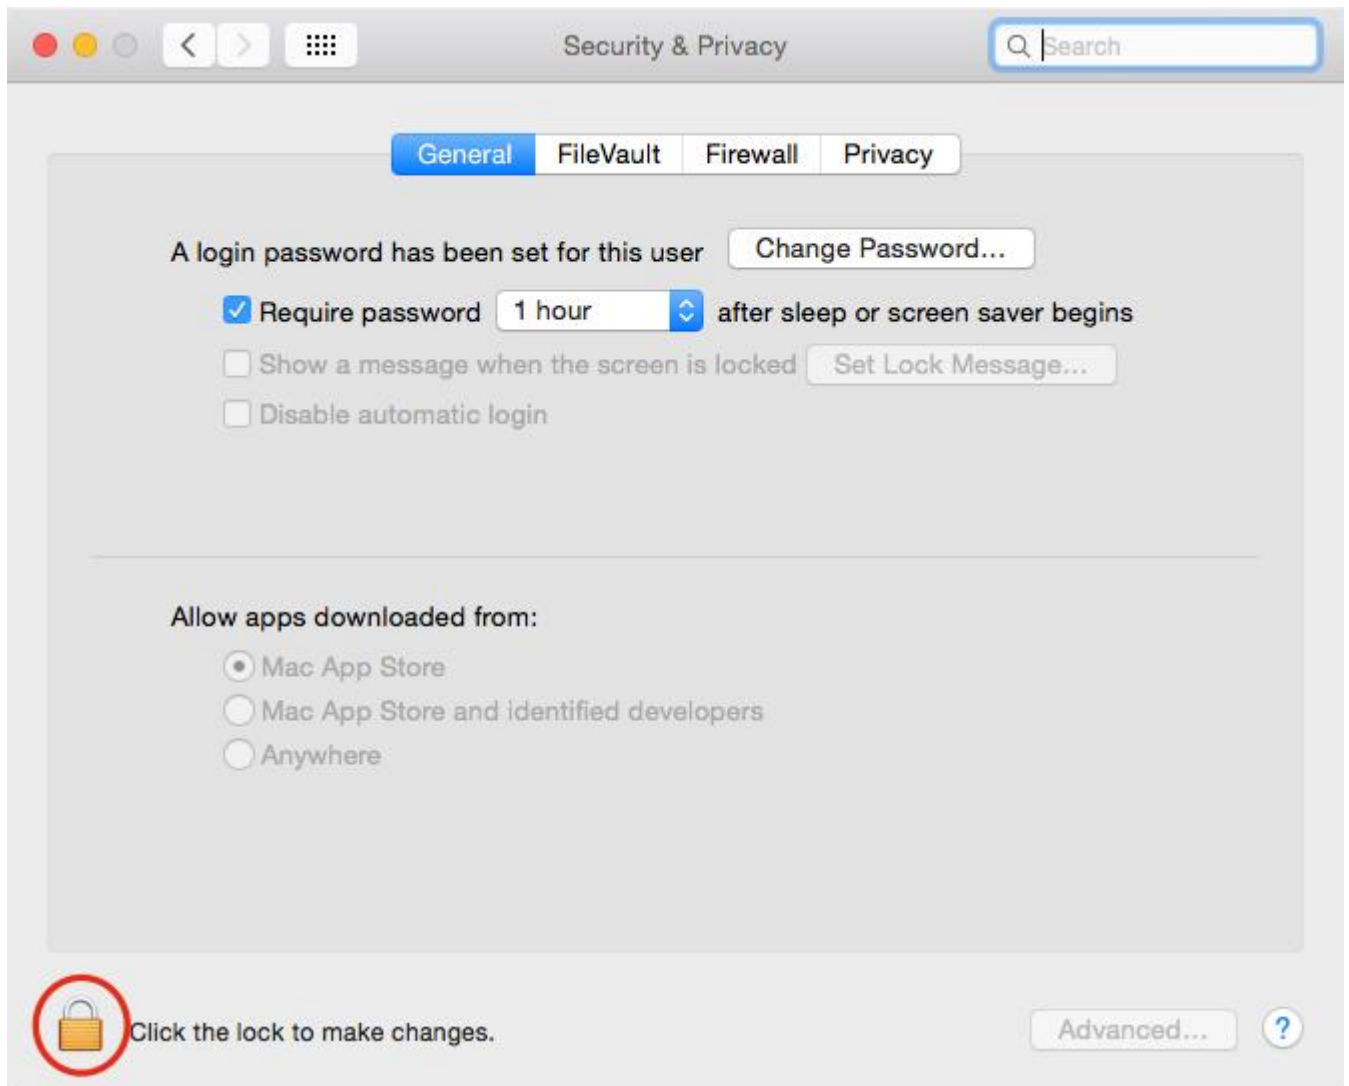 Security & Privacy
Search
General FileVault Firewall Privacy
A login password has been set for this user Change Password...
Require password 1 hour after sleep or screen saver begins
Show a message when the screen is locked Set Lock Message...
Disable automatic login
Allow apps downloaded from:
Mac App Store
Mac App Store and identified developers
Anywhere
Click the lock to make changes. Advanced... ?